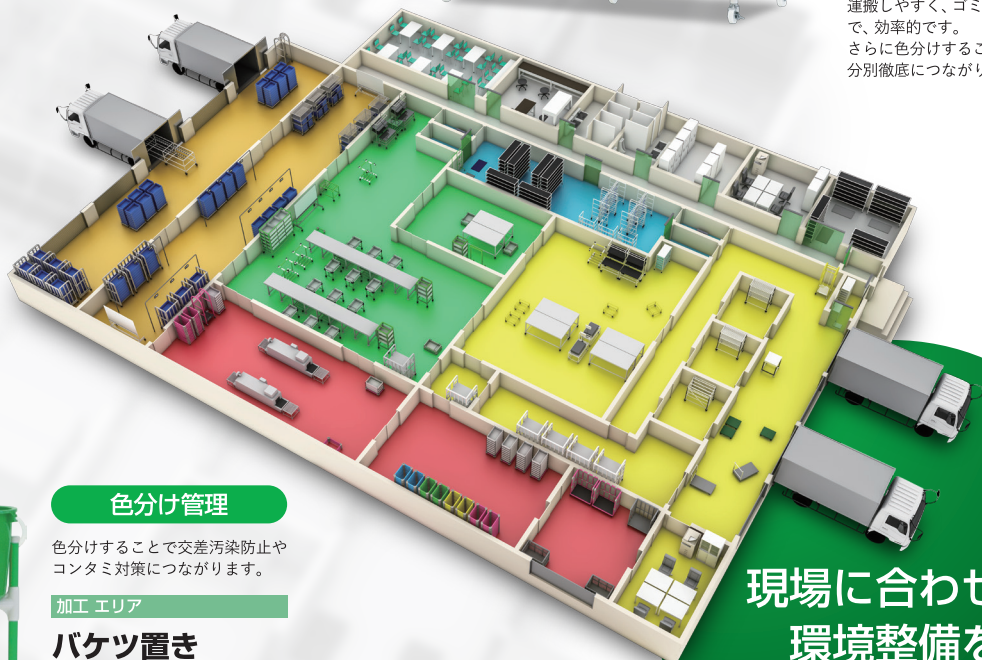 運搬しやすく、ゴミ
で、効率的です。
さらに色分けするこ
分別徹底につながり
色分け管理
色分けすることで交差汚染防止や
コンタミ対策につながります。
加工 エリア
バケツ置き
現場に合わせ
環境整備を